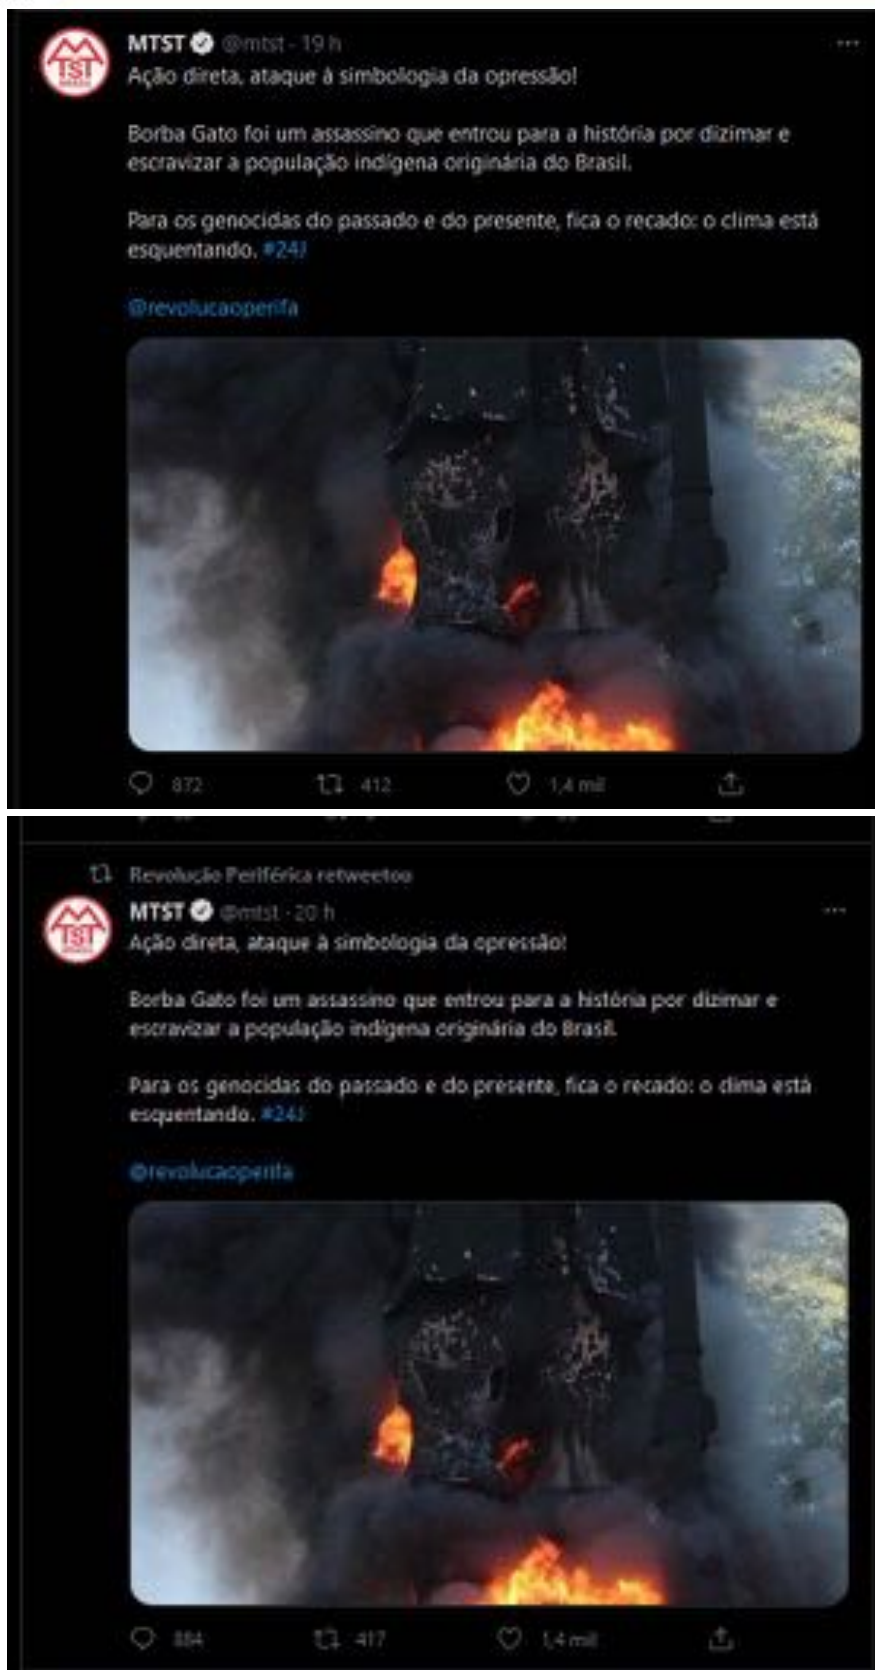 MTST @mtst · 19 h
Ação direta, ataque à simbologia da opressão!
Borba Gato foi um assassino que entrou para a história por dizimar e
escravizar a população indígena originária do Brasil.
Para os genocidas do passado e do presente, fica o recado: o clima está
esquentando. #24J
@revolucaoperifa
872 412 1,4 mil
Revolução Periférica retweetou
MTST @mtst · 20 h
Ação direta, ataque à simbologia da opressão!
Borba Gato foi um assassino que entrou para a história por dizimar e
escravizar a população indígena originária do Brasil.
Para os genocidas do passado e do presente, fica o recado: o clima está
esquentando. #24J
@revolucaoperifa
884 417 1,4 mil